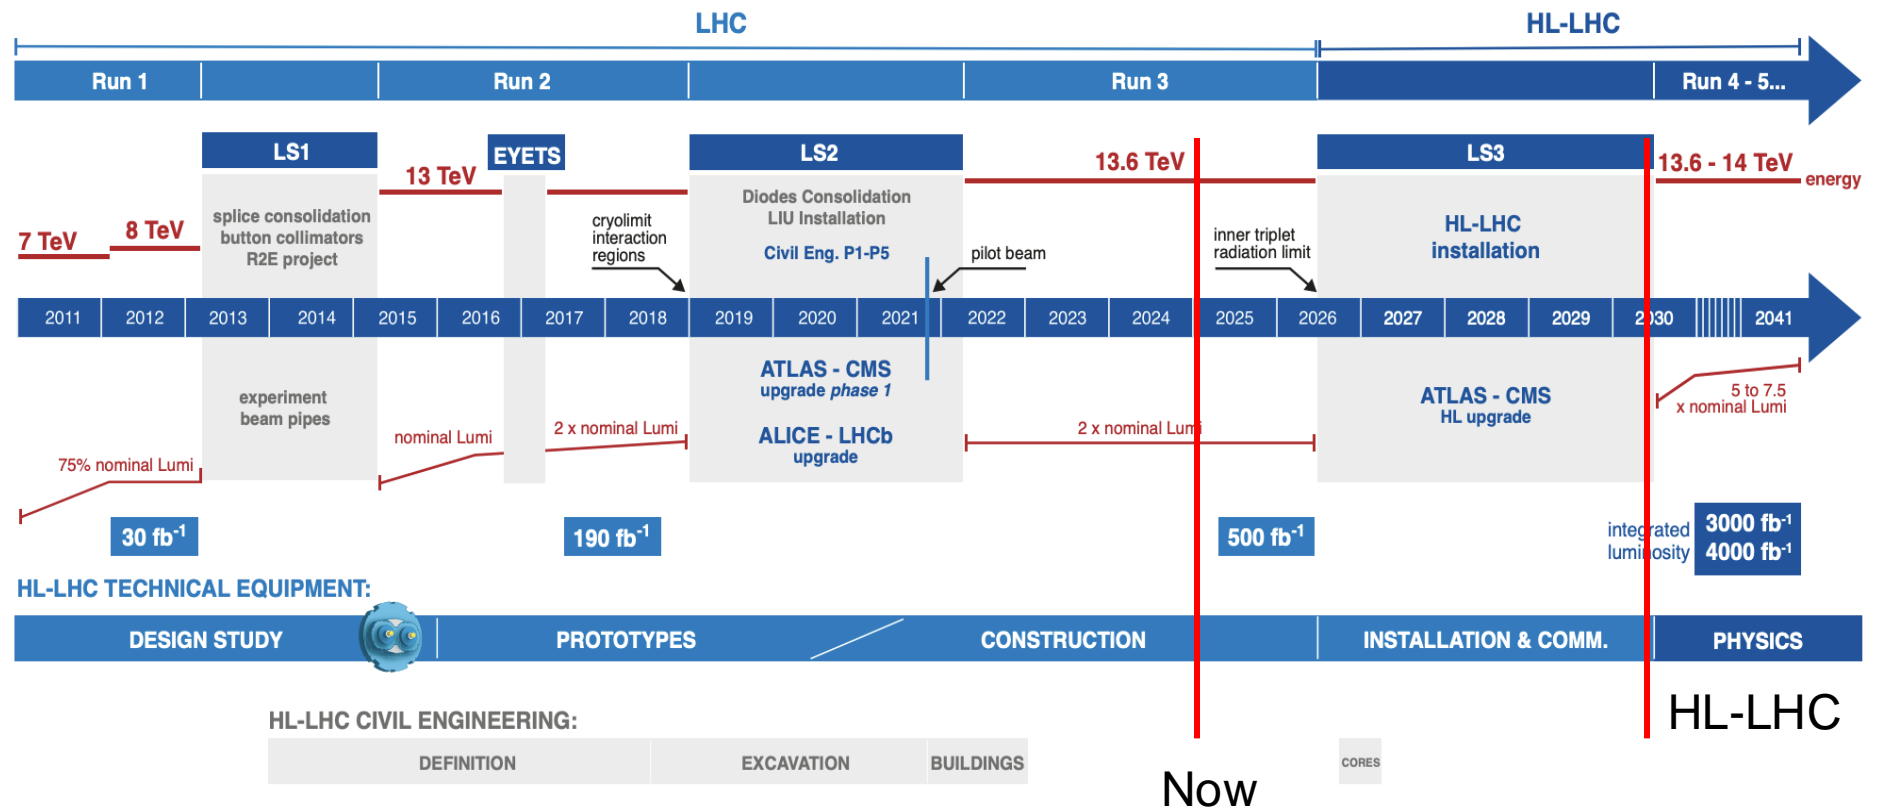 LHC
HL-LHC
Run 1
Run 2
Run 3
Run 4 - 5...
LS1
EYETS
LS2
13.6 TeV
LS3
13.6 - 14 TeV
energy
13 TeV
7 TeV
8 TeV
splice consolidation
button collimators
R2E project
cryolimit
interaction
regions
Diodes Consolidation
LIU Installation
Civil Eng. P1-P5
pilot beam
inner triplet
radiation limit
HL-LHC
installation
2011
2012
2013
2014
2015
2016
2017
2018
2019
2020
2021
2022
2023
2024
2025
2026
2027
2028
2029
2030
2041
experiment
beam pipes
ATLAS - CMS
upgrade phase 1
ALICE - LHCb
upgrade
ATLAS - CMS
HL upgrade
5 to 7.5
x nominal Lumi
75% nominal Lumi
nominal Lumi
2 x nominal Lumi
2 x nominal Lumi
30 fb-1
190 fb-1
500 fb-1
integrated
luminosity
3000 fb-1
4000 fb-1
HL-LHC TECHNICAL EQUIPMENT:
DESIGN STUDY
PROTOTYPES
CONSTRUCTION
INSTALLATION & COMM.
PHYSICS
HL-LHC
HL-LHC CIVIL ENGINEERING:
DEFINITION
EXCAVATION
BUILDINGS
CORES
Now